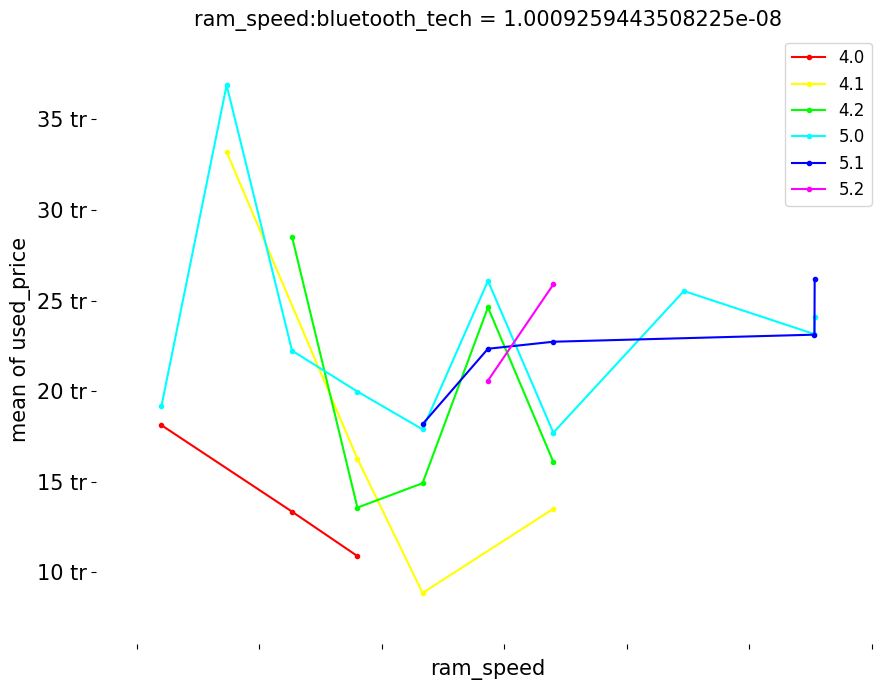 ram_speed:bluetooth_tech = 1.0009259443508225e-08
4.0
4.1
4.2
5.0
5.1
5.2
35 tr
30 tr
25 tr
20 tr
15 tr
10 tr
mean of used_price
ram_speed